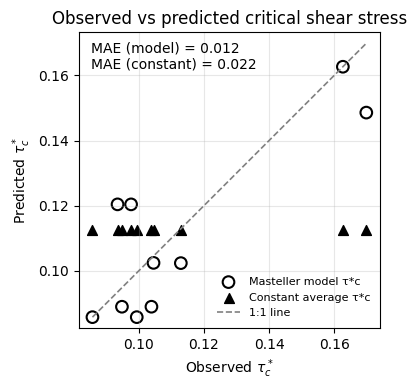 Observed vs predicted critical shear stress
MAE (model) = 0.012
MAE (constant) = 0.022
0.16
0.14
0.12
0.10
Predicted τ*c
Masteller model τ*c
Constant average τ*c
1:1 line
0.10 0.12 0.14 0.16
Observed τ*c